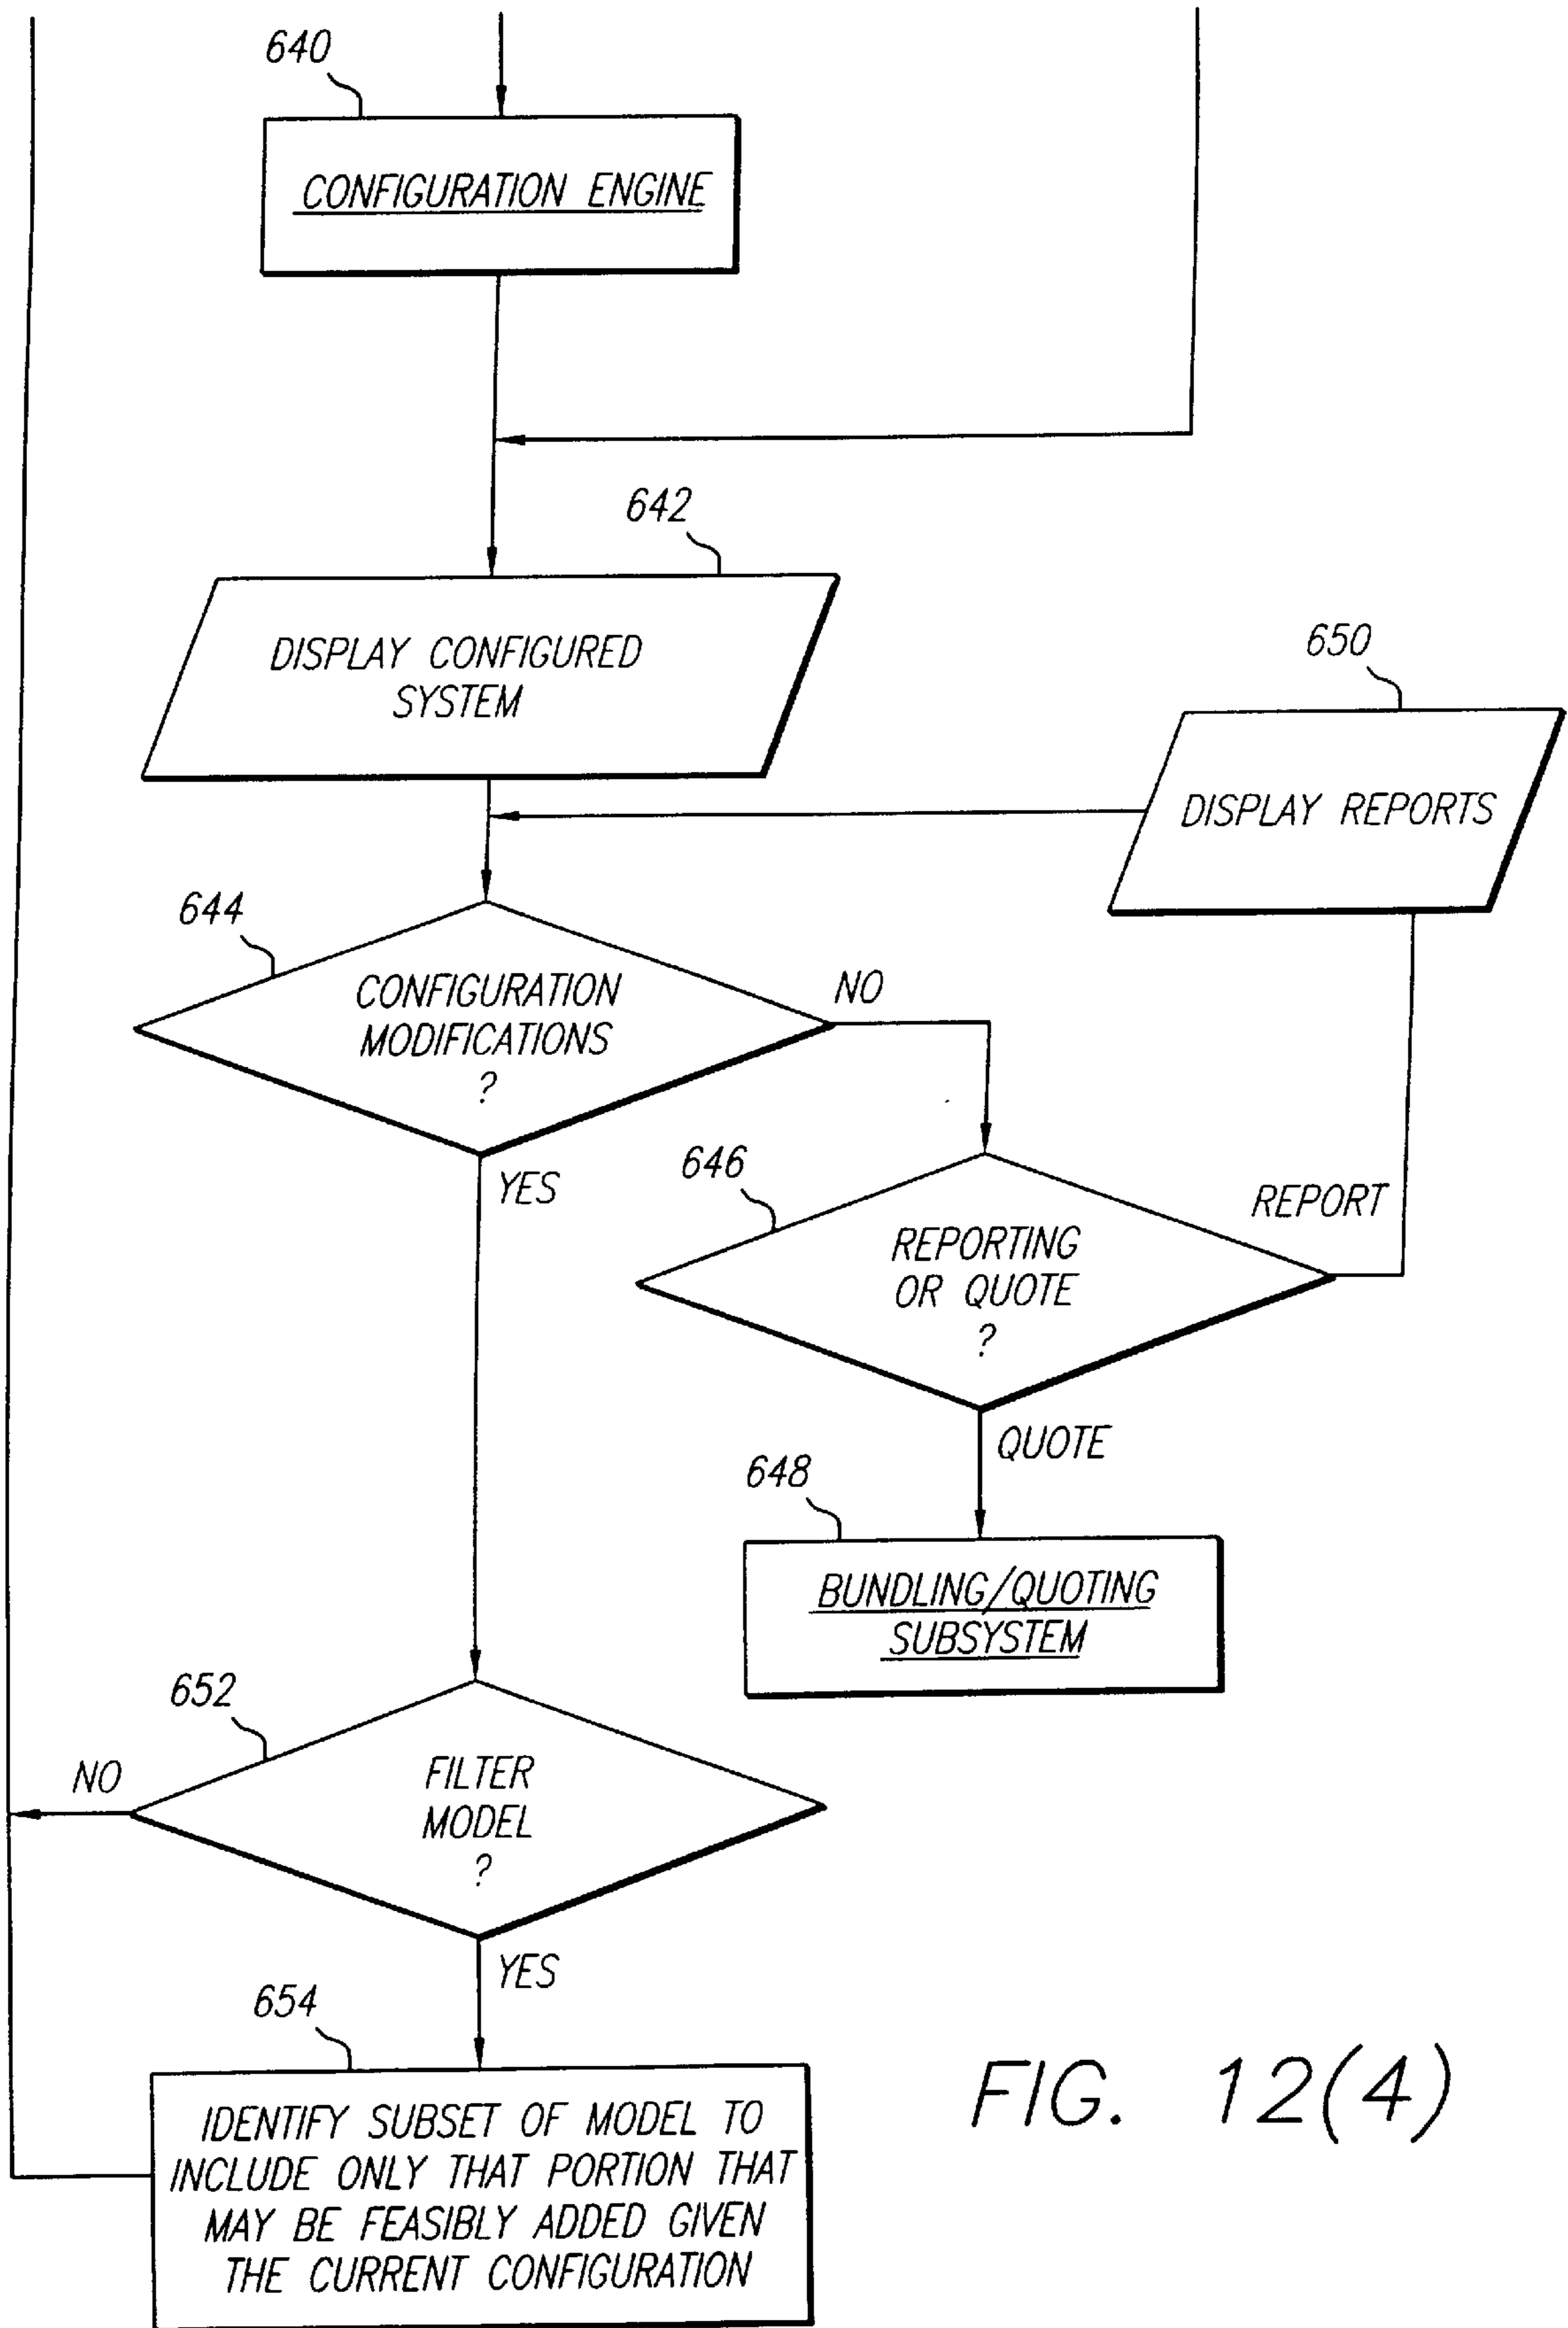 640
CONFIGURATION ENGINE
642
DISPLAY CONFIGURED
SYSTEM
650
DISPLAY REPORTS
644
CONFIGURATION
MODIFICATIONS
?
NO
YES
646
REPORTING
OR QUOTE
?
REPORT
QUOTE
648
BUNDLING/QUOTING
SUBSYSTEM
652
FILTER
MODEL
?
NO
YES
654
IDENTIFY SUBSET OF MODEL TO
INCLUDE ONLY THAT PORTION THAT
MAY BE FEASIBLY ADDED GIVEN
THE CURRENT CONFIGURATION
FIG. 12(4)